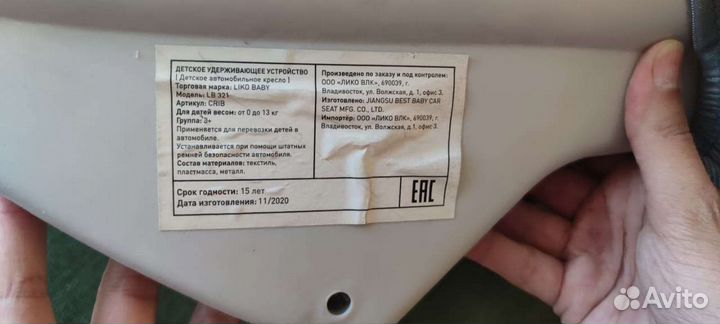 ДЕТСКОЕ УДЕРЖИВАЮЩЕЕ УСТРОЙСТВО
[ Детское автомобильное кресло ]
Торговая марка: LIKO BABY
Модель: LB 321
Артикул: CRIB
Для детей весом: от 0 до 13 кг
Группа: 0+
Применяется для перевозки детей в
автомобиле.
Устанавливается при помощи штатных
ремней безопасности автомобиля.
Состав материалов: текстиль,
пластмасса, металл.
Произведено по заказу и под контролем:
ООО «ЛИКО ВЛК», 690039, г.
Владивосток, ул. Волжская, д. 1, офис 3.
Изготовлено: JIANGSU BEST BABY CAR
SEAT MFG. CO., LTD.
Импортёр: ООО «ЛИКО ВЛК», 690039, г.
Владивосток, ул. Волжская, д.1, офис 3.
Срок годности: 15 лет
Дата изготовления: 11/2020
EAC
Avito